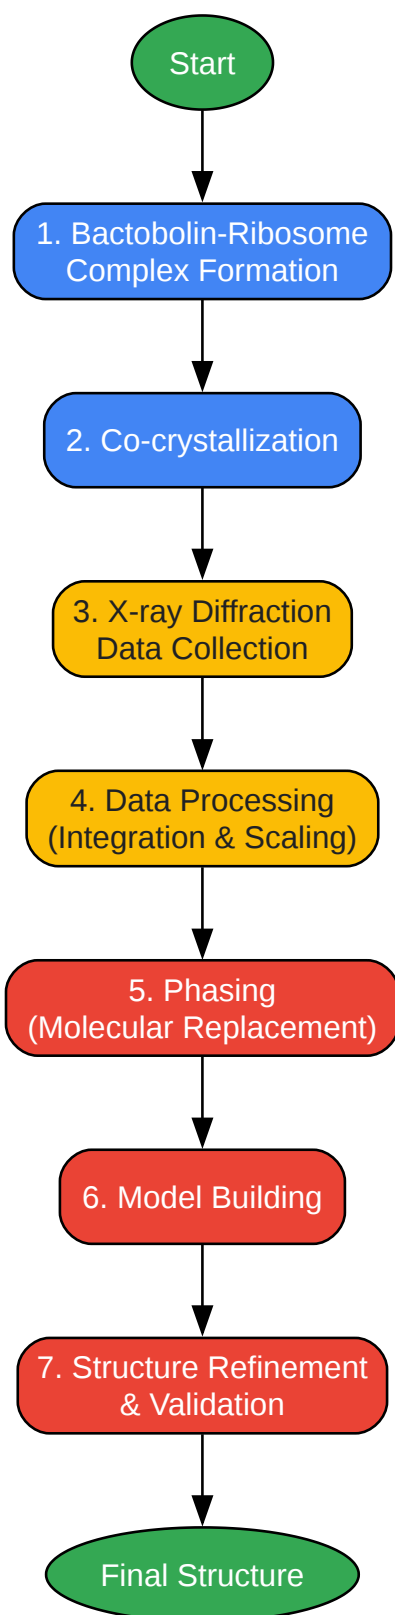 Start
1. Bactobolin-Ribosome
Complex Formation
2. Co-crystallization
3. X-ray Diffraction
Data Collection
4. Data Processing
(Integration & Scaling)
5. Phasing
(Molecular Replacement)
6. Model Building
7. Structure Refinement
& Validation
Final Structure